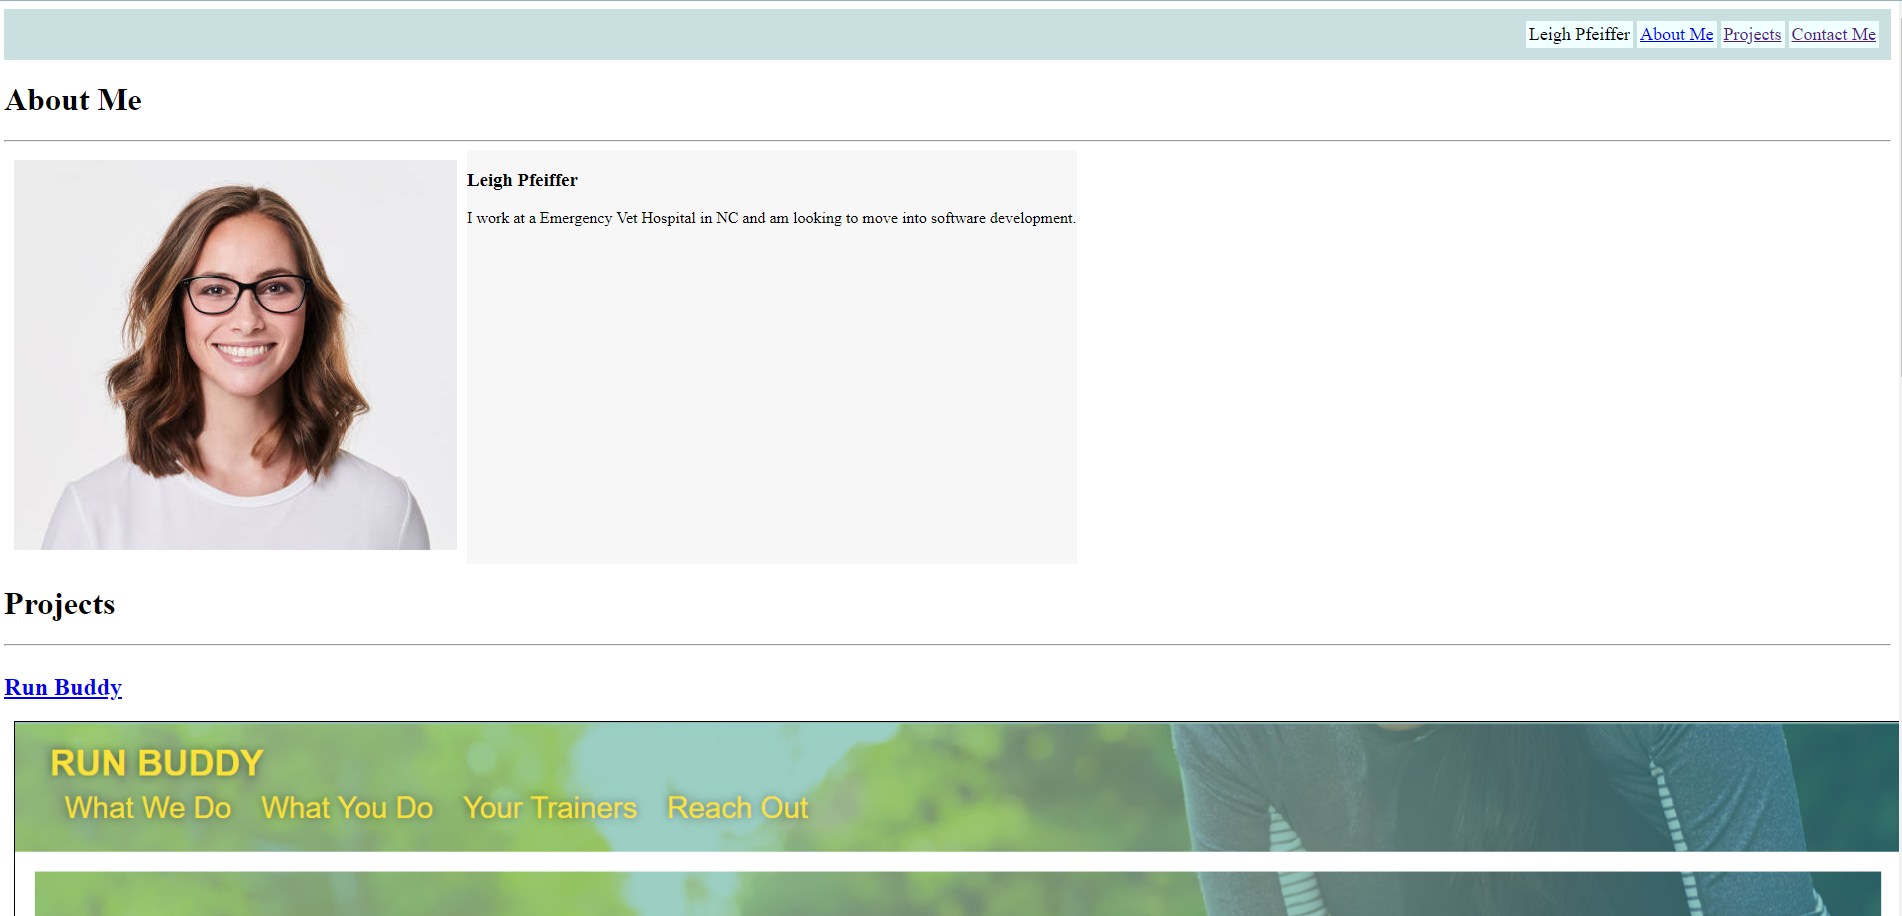 Leigh Pfeiffer About Me Projects Contact Me
About Me
Leigh Pfeiffer
I work at a Emergency Vet Hospital in NC and am looking to move into software development.
Projects
Run Buddy
RUN BUDDY
What We Do What You Do Your Trainers Reach Out